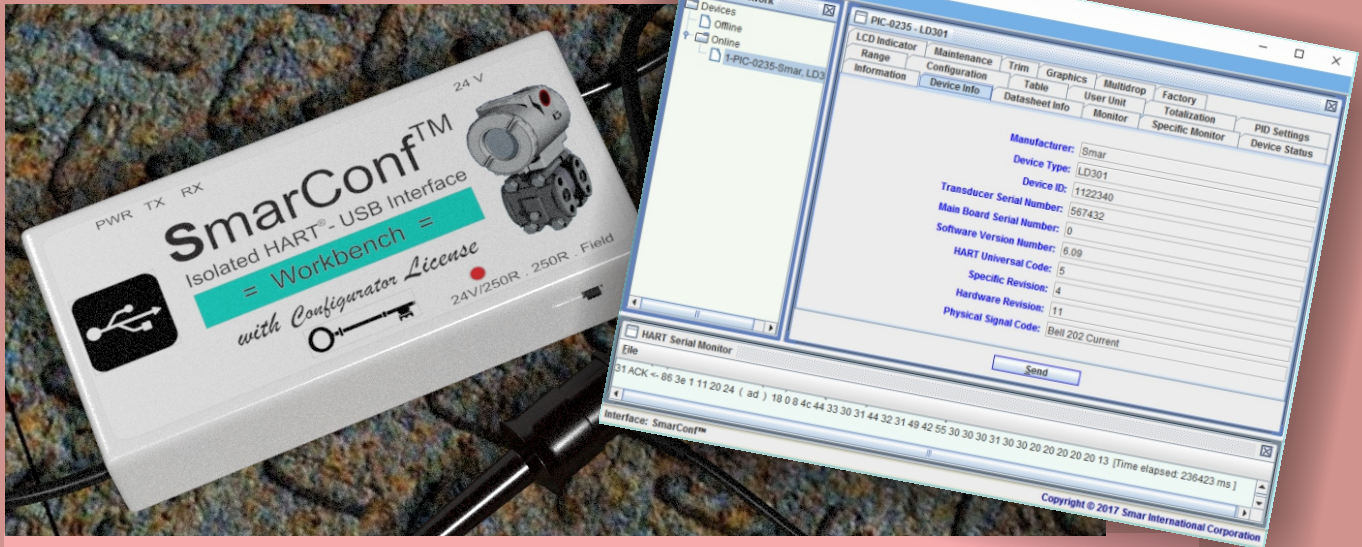 24 V
PWR TX RX
SmarConf™
Isolated HART® - USB Interface
= Workbench =
with Configurator License
24V/250R . 250R . Field
Devices
Offline
Online
1-PIC-0235-Smar, LD3
PIC-0235 - LD301
LCD Indicator Maintenance Trim Graphics Multidrop Factory
Range Configuration Table User Unit Totalization PID Settings
Information Device Info Datasheet Info Monitor Specific Monitor Device Status
Manufacturer: Smar
Device Type: LD301
Device ID: 1122340
Transducer Serial Number: 567432
Main Board Serial Number: 0
Software Version Number: 6.09
HART Universal Code: 5
Specific Revision: 4
Hardware Revision: 11
Physical Signal Code: Bell 202 Current
Send
HART Serial Monitor
File
31 ACK <- 86 3e 1 11 20 24 ( ad ) 18 0 8 4c 44 33 30 31 44 32 31 49 42 55 30 30 30 31 30 30 20 20 20 20 20 13 [Time elapsed: 236423 ms ]
Interface: SmarConf™
Copyright © 2017 Smar International Corporation